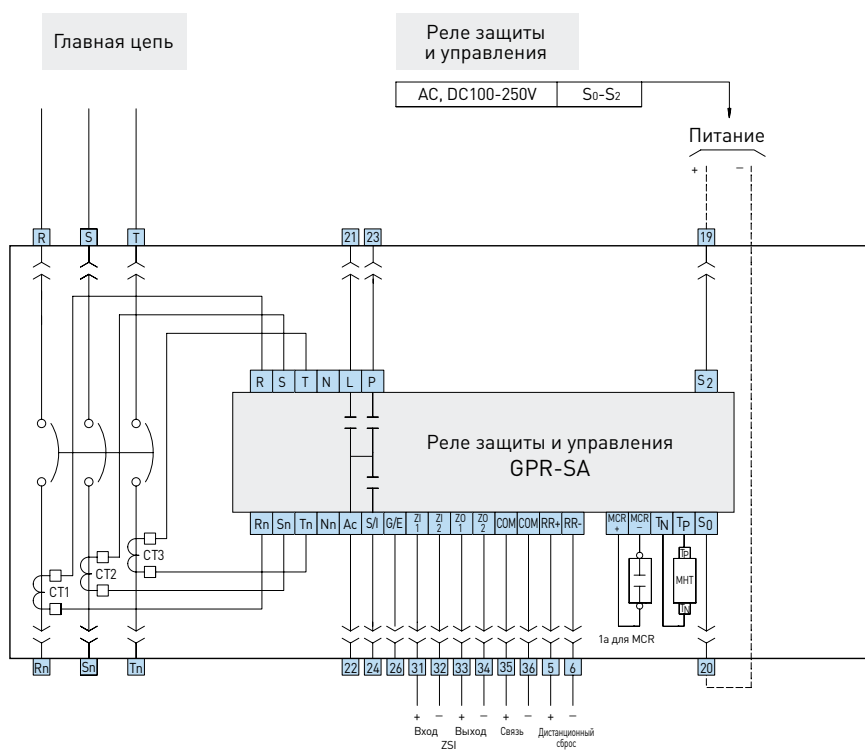 Главная цепь
Реле защиты
и управления
AC, DC100-250V S0-S2
Питание
+ –
R S T 21 23 19
R S T N L P S2
Реле защиты и управления
GPR-SA
Rn Sn Tn Nn Ac S/I G/E ZI 1 ZI 2 ZO 1 ZO 2 COM COM RR+ RR- MCR + MCR – TN TP S0
CT1 CT2 CT3
TP
МНТ
TN
1a для MCR
Rn Sn Tn 22 24 26 31 32 33 34 35 36 5 6 20
+ – + – + – + –
Вход Выход Связь Дистанционный
сброс
ZSI